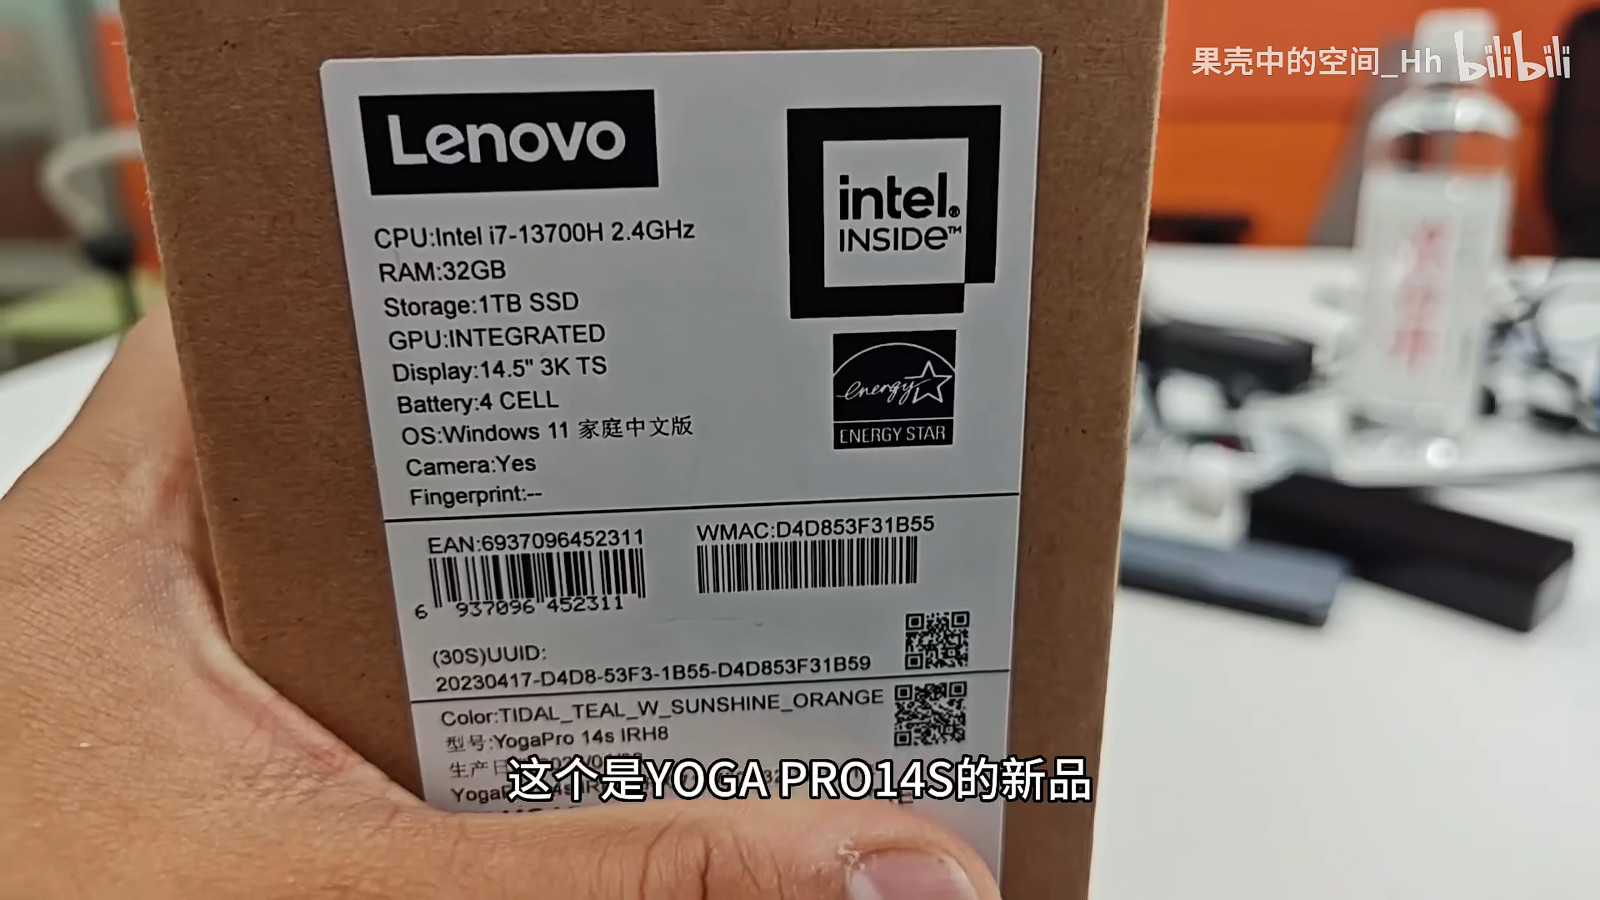 果壳中的空间_Hh bilibili
Lenovo
intel.®
INSIDE™
CPU:Intel i7-13700H 2.4GHz
RAM:32GB
Storage:1TB SSD
GPU:INTEGRATED
Display:14.5" 3K TS
Battery:4 CELL
OS:Windows 11 家庭中文版
Camera:Yes
Fingerprint:--
energy
ENERGY STAR
EAN:6937096452311
6 937096 452311
WMAC:D4D853F31B55
(30S)UUID:
20230417-D4D8-53F3-1B55-D4D853F31B59
Color:TIDAL_TEAL_W_SUNSHINE_ORANGE
型号:YogaPro 14s IRH8
生产日
这个是YOGA PRO14S的新品